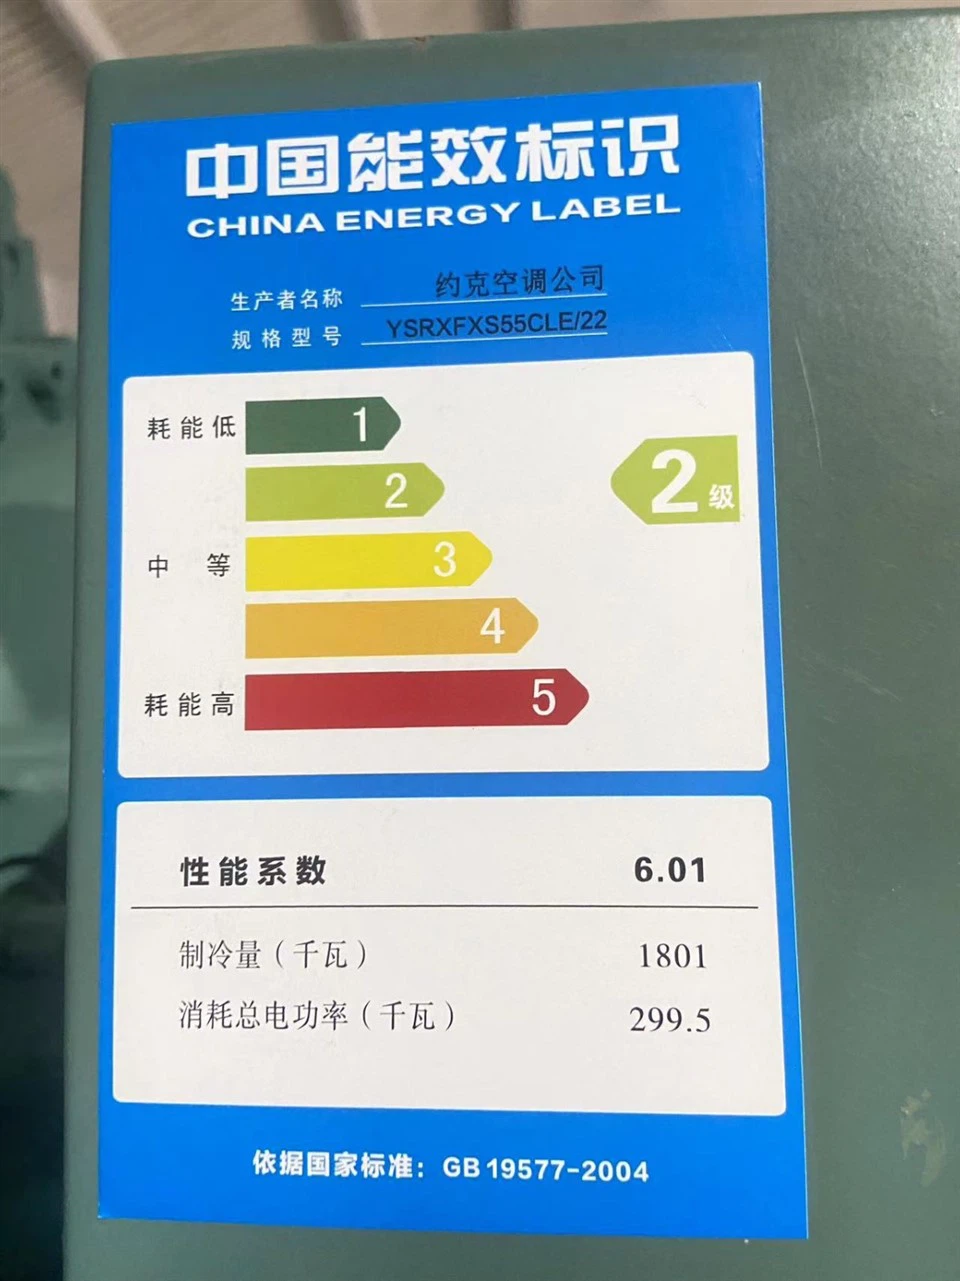 中国能效标识
CHINA ENERGY LABEL
生产者名称 约克空调公司
规格型号 YSRXFXS55CLE/22
耗能低 1
2
2级
中等 3
4
耗能高 5
性能系数 6.01
制冷量（千瓦） 1801
消耗总电功率（千瓦） 299.5
依据国家标准：GB 19577-2004